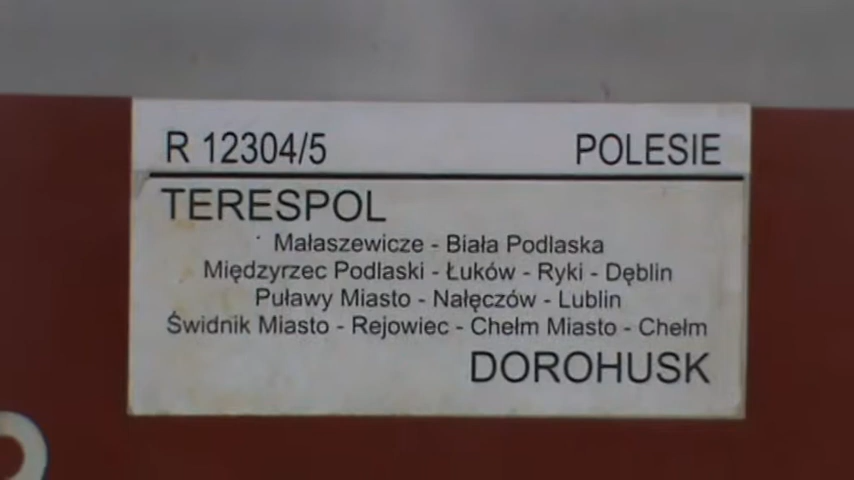 R 12304/5 POLESIE
TERESPOL
Małaszewicze - Biała Podlaska
Międzyrzec Podlaski - Łuków - Ryki - Dęblin
Puławy Miasto - Nałęczów - Lublin
Świdnik Miasto - Rejowiec - Chełm Miasto - Chełm
DOROHUSK